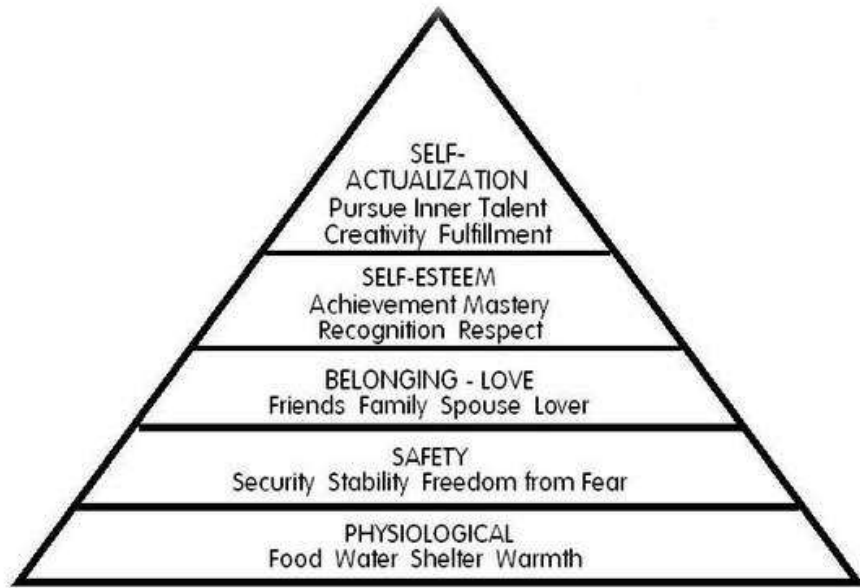 SELF-
ACTUALIZATION
Pursue Inner Talent
Creativity Fulfillment
SELF-ESTEEM
Achievement Mastery
Recognition Respect
BELONGING - LOVE
Friends Family Spouse Lover
SAFETY
Security Stability Freedom from Fear
PHYSIOLOGICAL
Food Water Shelter Warmth